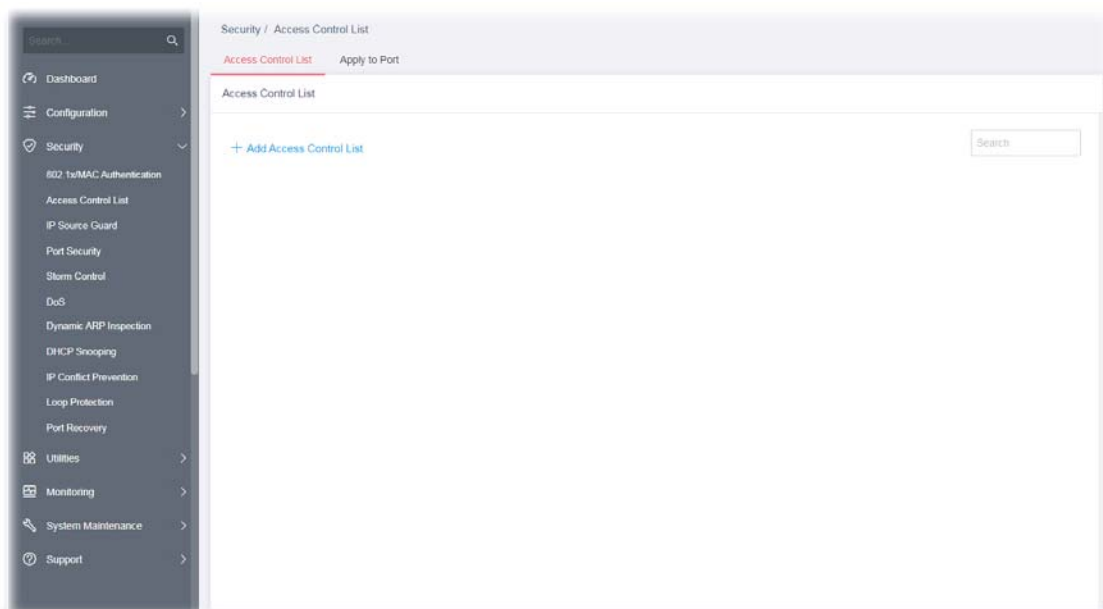 Search...
Dashboard
Configuration
Security
802.1x/MAC Authentication
Access Control List
IP Source Guard
Port Security
Storm Control
DoS
Dynamic ARP Inspection
DHCP Snooping
IP Conflict Prevention
Loop Protection
Port Recovery
Utilities
Monitoring
System Maintenance
Support
Security / Access Control List
Access Control List Apply to Port
Access Control List
+ Add Access Control List
Search